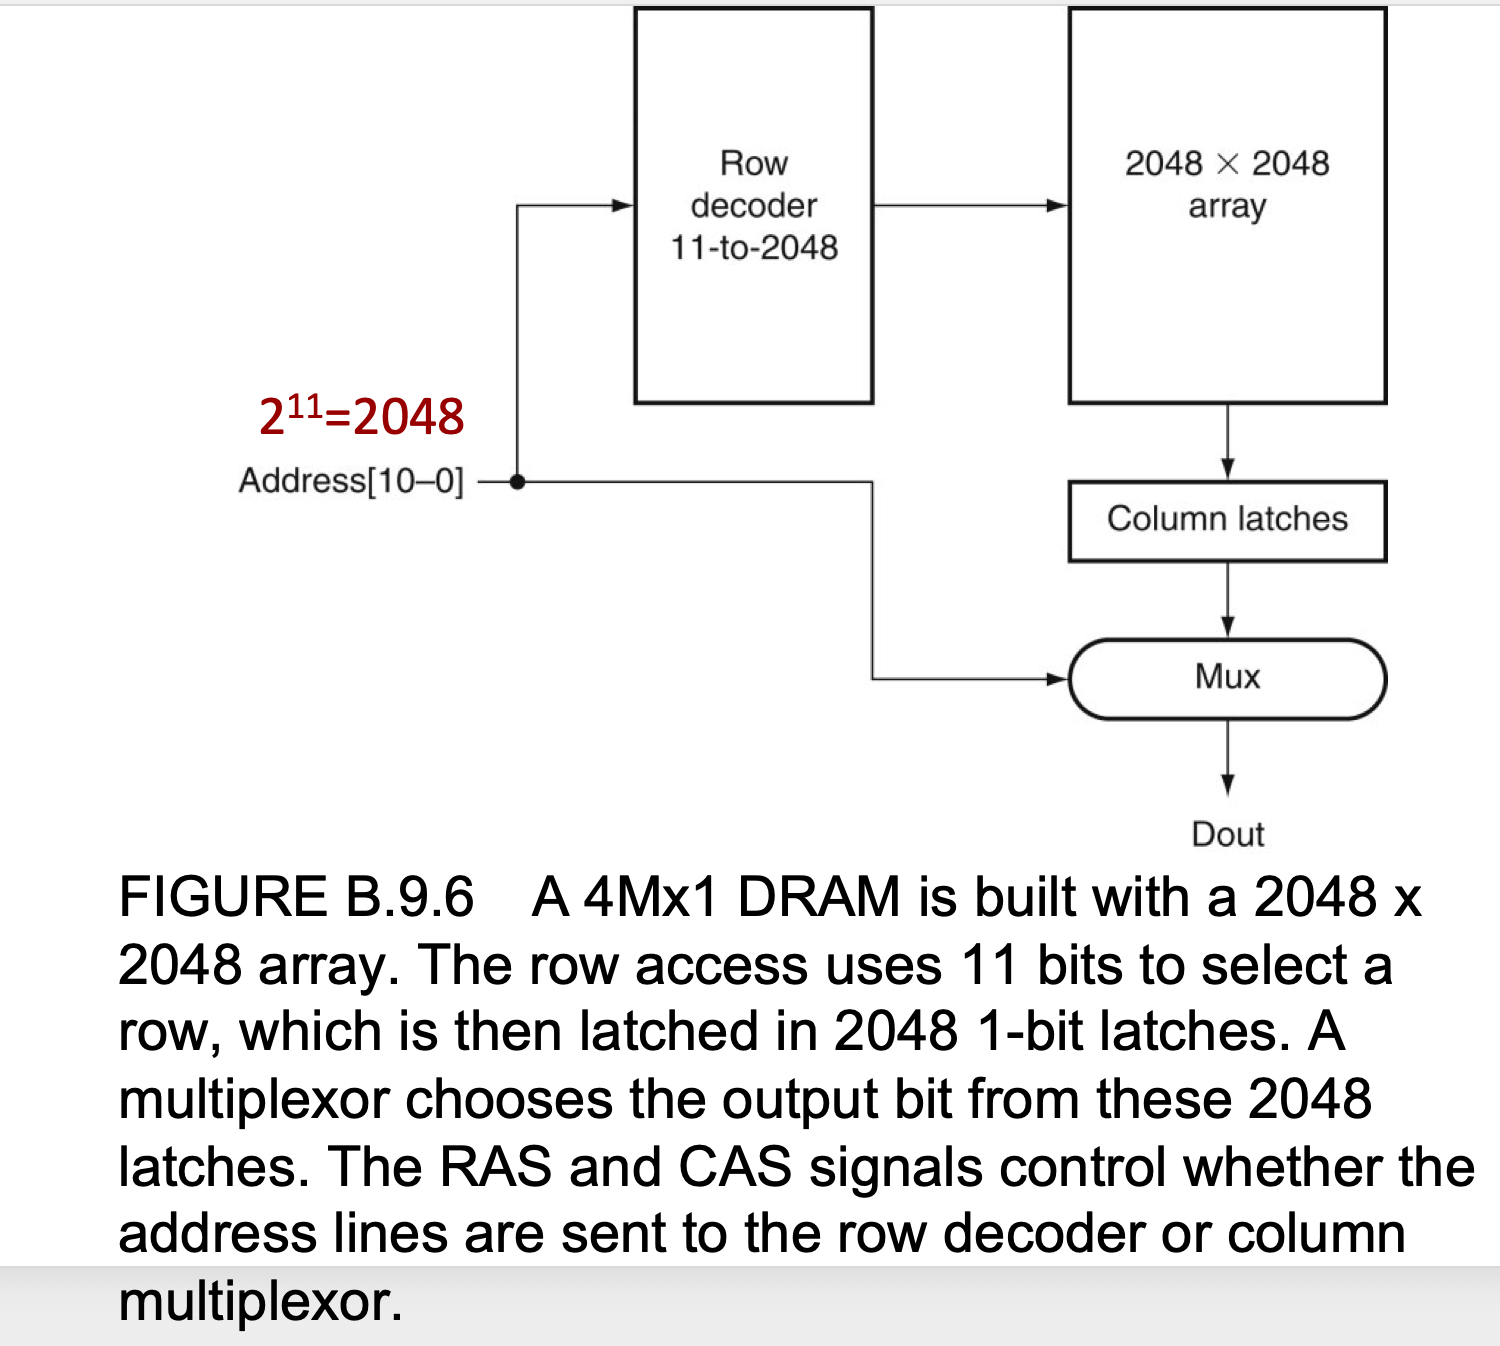 Row
decoder
11-to-2048
2048 × 2048
array
2¹¹=2048
Address[10–0]
Column latches
Mux
Dout
FIGURE B.9.6 A 4Mx1 DRAM is built with a 2048 x
2048 array. The row access uses 11 bits to select a
row, which is then latched in 2048 1-bit latches. A
multiplexor chooses the output bit from these 2048
latches. The RAS and CAS signals control whether the
address lines are sent to the row decoder or column
multiplexor.